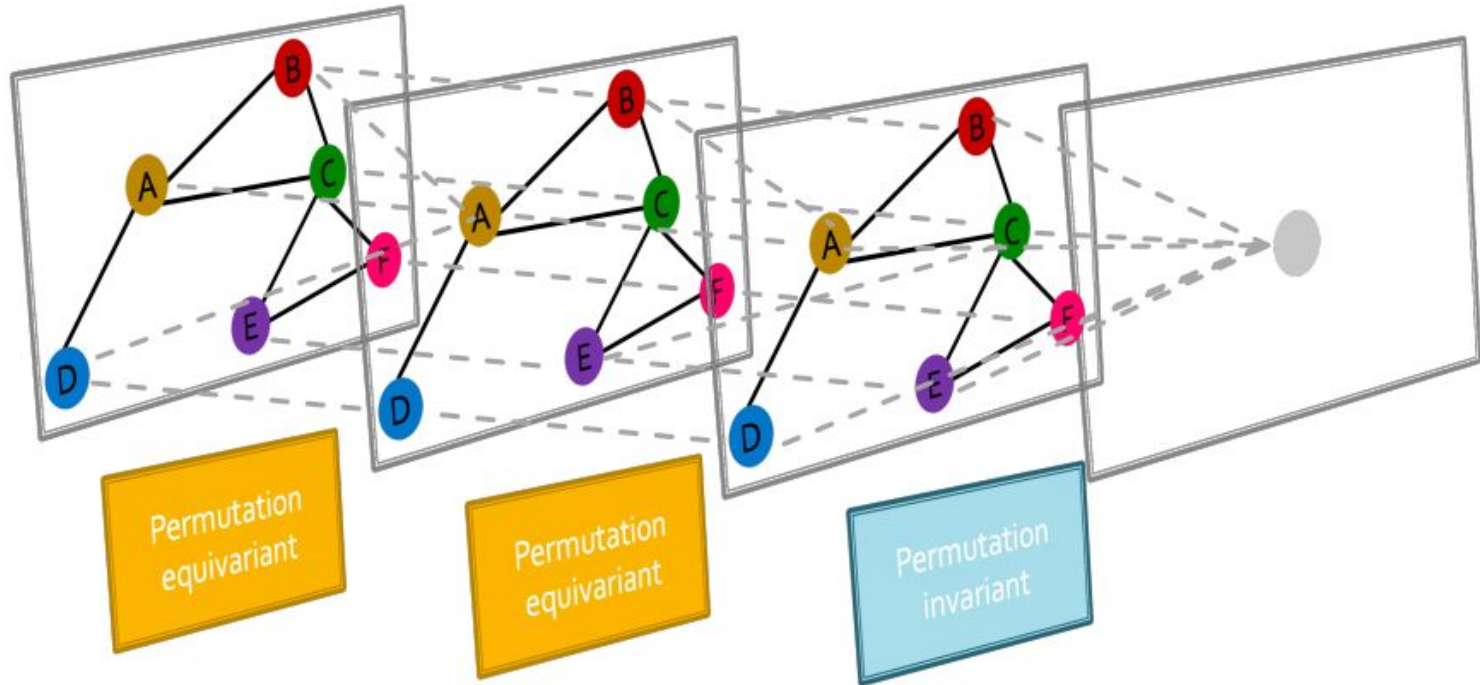 B
A
C
F
E
D
B
A
C
F
E
D
B
A
C
F
E
D
Permutation
equivariant
Permutation
equivariant
Permutation
invariant